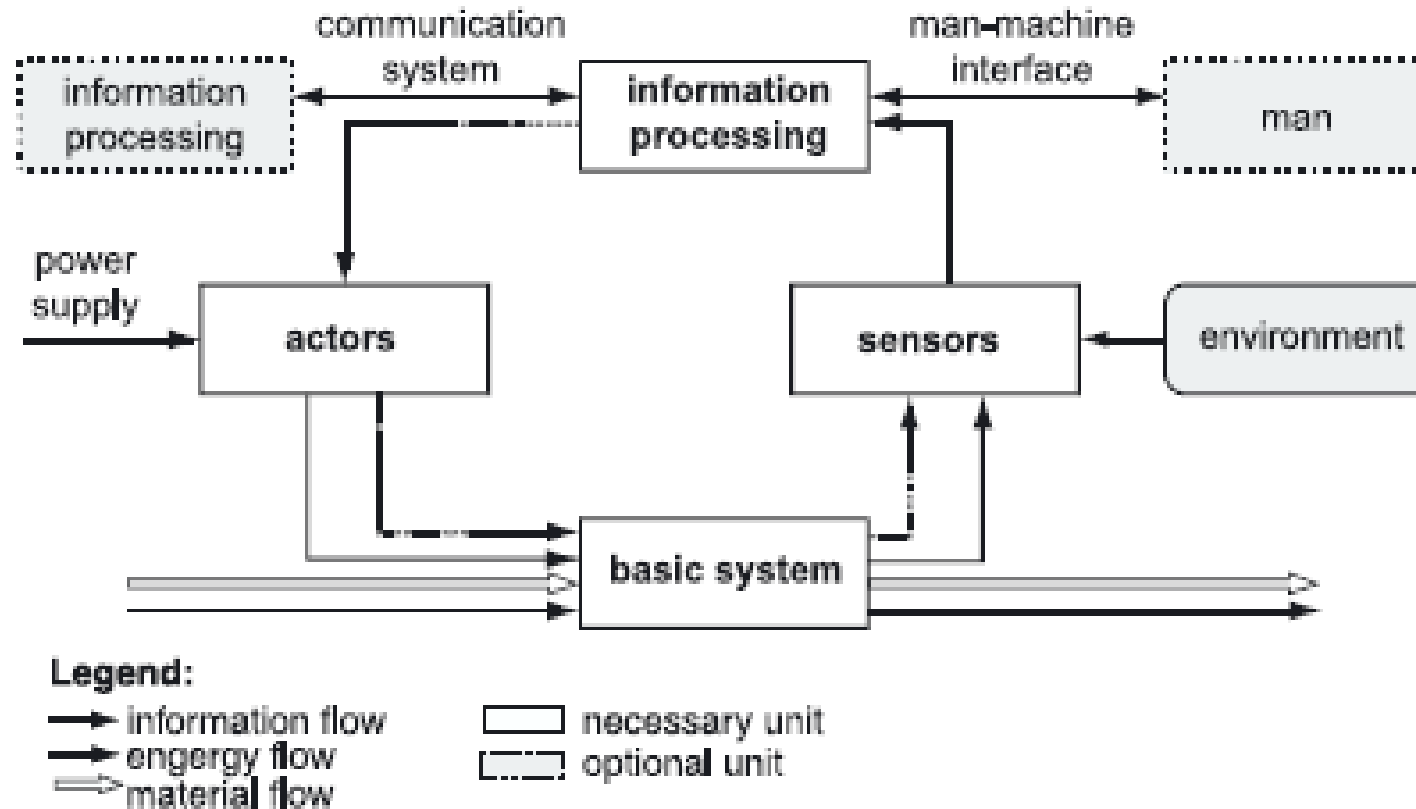 communication
system
man-machine
interface
information
processing
information
processing
man
power
supply
actors
sensors
environment
basic system
Legend:
information flow
engergy flow
material flow
necessary unit
optional unit